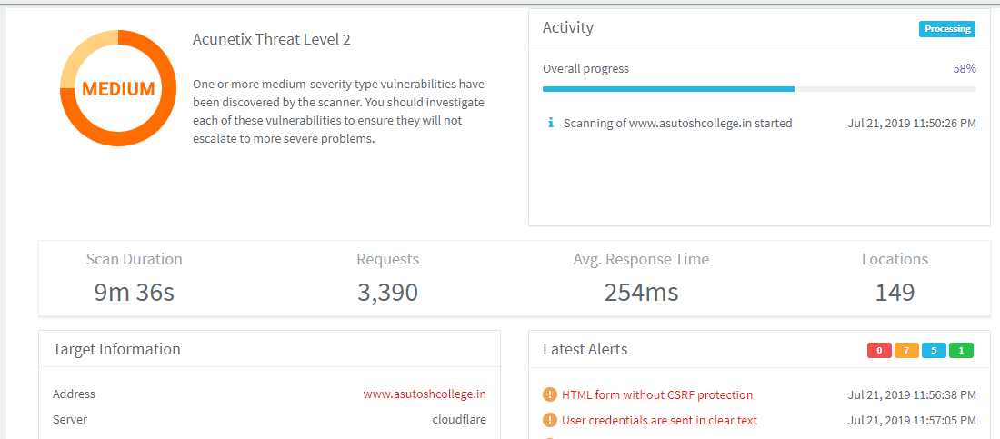 MEDIUM
Acunetix Threat Level 2
One or more medium-severity type vulnerabilities have
been discovered by the scanner. You should investigate
each of these vulnerabilities to ensure they will not
escalate to more severe problems.
Activity Processing
Overall progress 58%
Scanning of www.asutoshcollege.in started Jul 21, 2019 11:50:26 PM
Scan Duration Requests Avg. Response Time Locations
9m 36s 3,390 254ms 149
Target Information
Address www.asutoshcollege.in
Server cloudflare
Latest Alerts 0 7 5 1
HTML form without CSRF protection Jul 21, 2019 11:56:38 PM
User credentials are sent in clear text Jul 21, 2019 11:57:05 PM